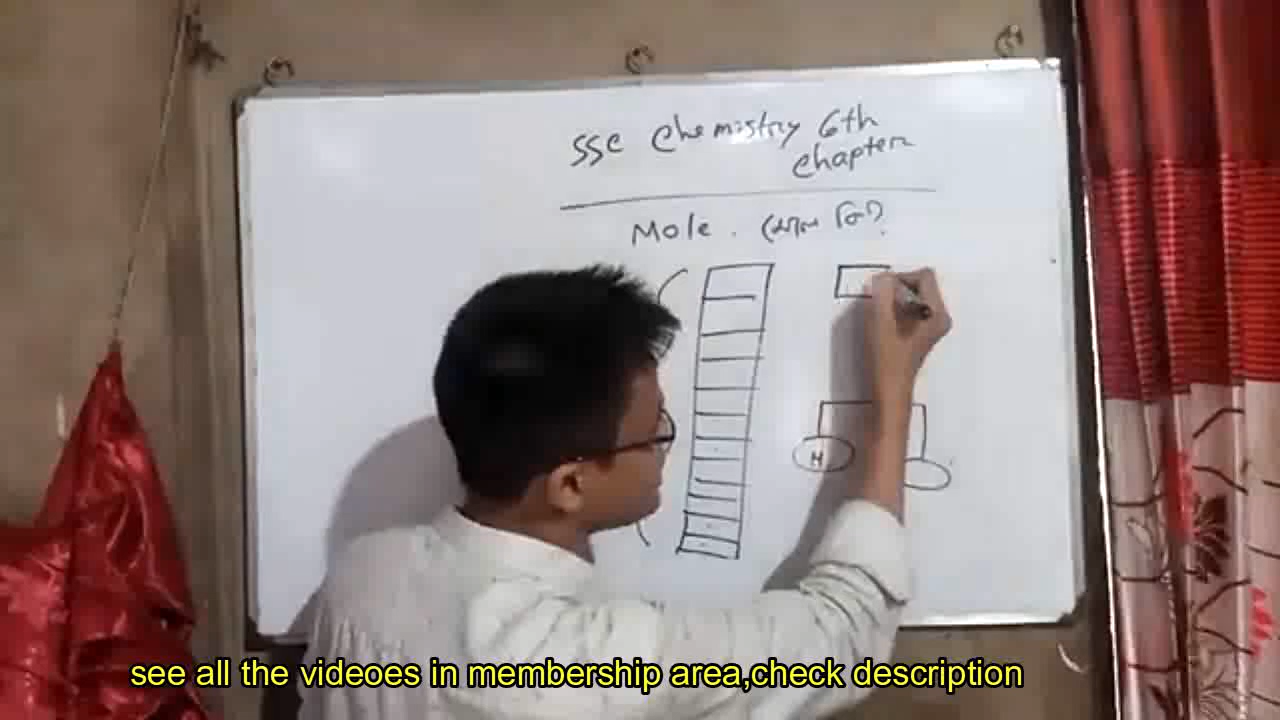 SSC Chemistry 6th
chapter
Mole. (মোল কি?)
H
see all the videoes in membership area,check description